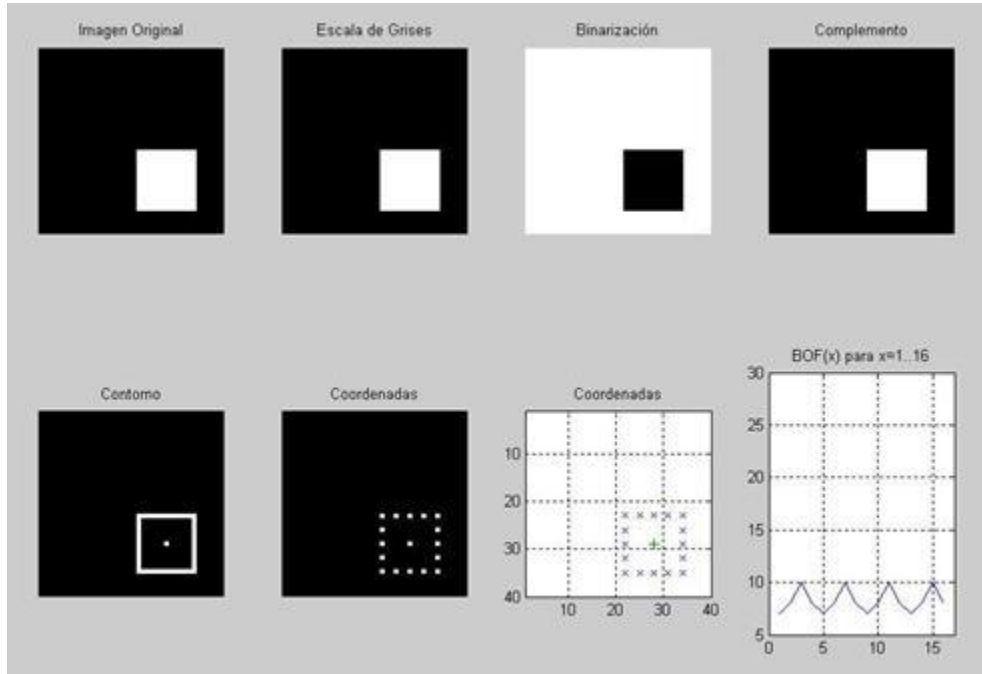 Imagen Original
Escala de Grises
Binarización
Complemento
Contorno
Coordenadas
Coordenadas
10
20
30
40
10
20
30
40
BOF(x) para x=1..16
30
25
20
15
10
5
0
5
10
15